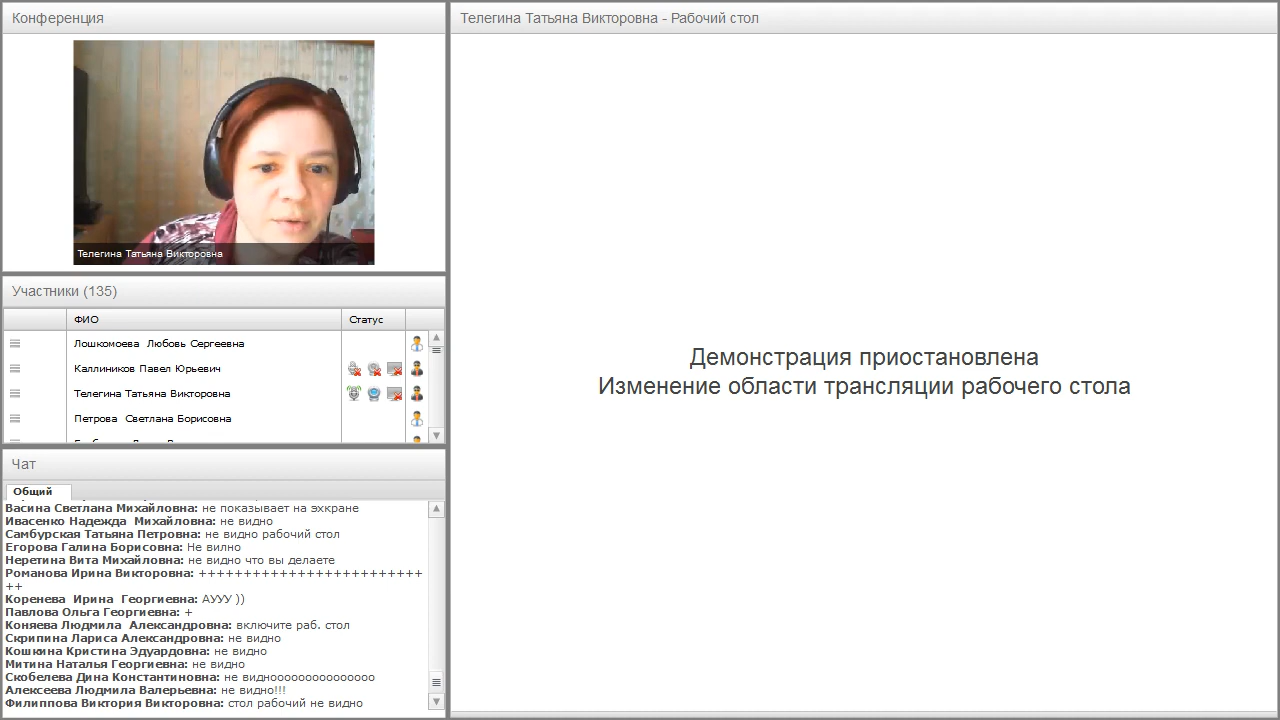 Конференция
Телегина Татьяна Викторовна
Участники (135)
ФИО
Статус
Лошкомоева Любовь Сергеевна
Каллиников Павел Юрьевич
Телегина Татьяна Викторовна
Петрова Светлана Борисовна
Чат
Общий
Васина Светлана Михайловна: не показывает на эхкране
Ивасенко Надежда Михайловна: не видно
Самбурская Татьяна Петровна: не видно рабочий стол
Егорова Галина Борисовна: Не вилно
Неретина Вита Михайловна: не видно что вы делаете
Романова Ирина Викторовна: +++++++++++++++++++++++++
++
Коренева Ирина Георгиевна: АУУУ ))
Павлова Ольга Георгиевна: +
Коняева Людмила Александровна: включите раб. стол
Скрипина Лариса Александровна: не видно
Кошкина Кристина Эдуардовна: не видно
Митина Наталья Георгиевна: не видно
Скобелева Дина Константиновна: не видноооооооооооооооо
Алексеева Людмила Валерьевна: не видно!!!
Филиппова Виктория Викторовна: стол рабочий не видно
Телегина Татьяна Викторовна - Рабочий стол
Демонстрация приостановлена
Изменение области трансляции рабочего стола